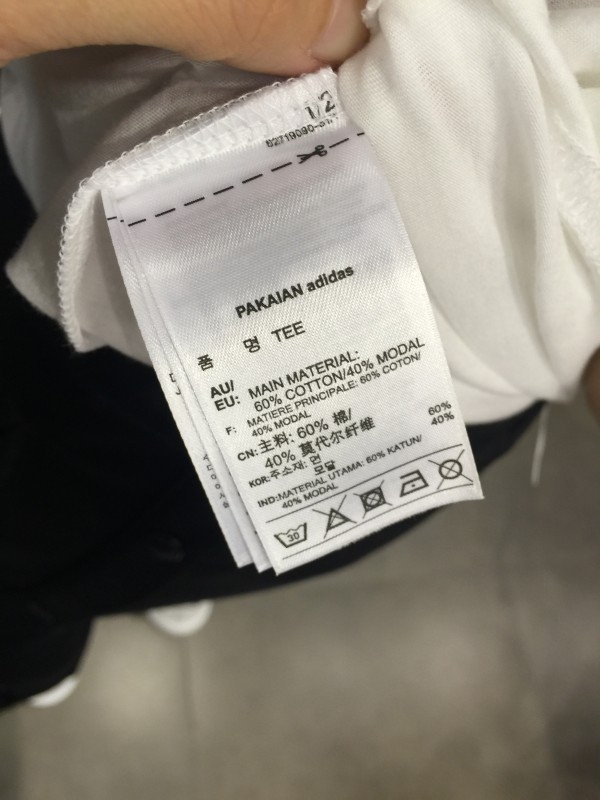 1/2
PAKAIAN adidas
품 명 TEE
AU/ EU: MAIN MATERIAL:
60% COTTON/40% MODAL
F: MATIERE PRINCIPALE: 60% COTON/
40% MODAL
CN: 主料: 60% 棉/
40% 莫代尔纤维
KOR: 주소재: 면 60%
모달 40%
IND: MATERIAL UTAMA: 60% KATUN/
40% MODAL
30